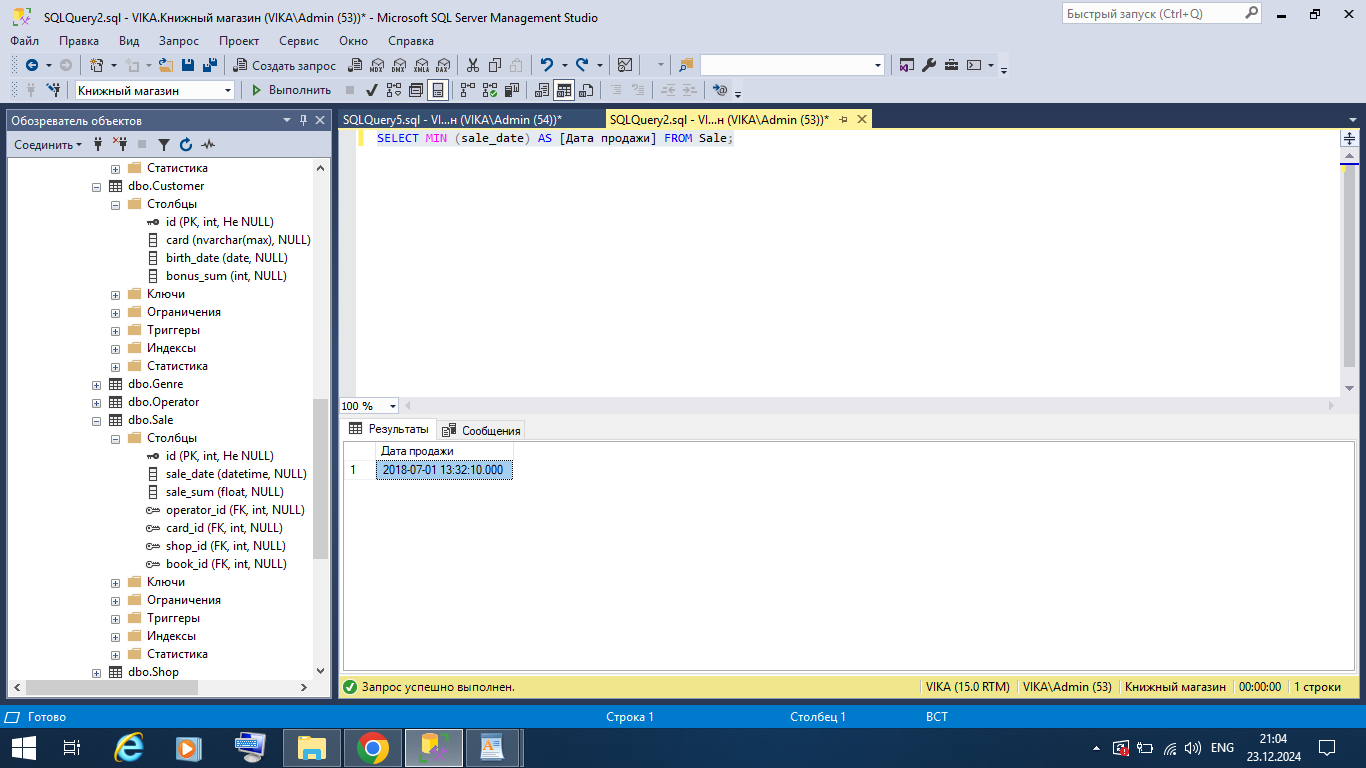 SQLQuery2.sql - VIKA.Книжный магазин (VIKA\Admin (53))* - Microsoft SQL Server Management Studio
Быстрый запуск (Ctrl+Q)
Файл Правка Вид Запрос Проект Сервис Окно Справка
Создать запрос MDX DMX XMLA DAX
Книжный магазин Выполнить
Обозреватель объектов
SQLQuery5.sql - VI...н (VIKA\Admin (54))*
SQLQuery2.sql - VI...н (VIKA\Admin (53))*
Соединить
SELECT MIN (sale_date) AS [Дата продажи] FROM Sale;
Статистика
dbo.Customer
Столбцы
id (PK, int, Не NULL)
card (nvarchar(max), NULL)
birth_date (date, NULL)
bonus_sum (int, NULL)
Ключи
Ограничения
Триггеры
Индексы
Статистика
dbo.Genre
dbo.Operator
dbo.Sale
Столбцы
id (PK, int, Не NULL)
sale_date (datetime, NULL)
sale_sum (float, NULL)
operator_id (FK, int, NULL)
card_id (FK, int, NULL)
shop_id (FK, int, NULL)
book_id (FK, int, NULL)
Ключи
Ограничения
Триггеры
Индексы
Статистика
dbo.Shop
100 %
Результаты Сообщения
Дата продажи
1 2018-07-01 13:32:10.000
Запрос успешно выполнен. VIKA (15.0 RTM) VIKA\Admin (53) Книжный магазин 00:00:00 1 строки
Готово Строка 1 Столбец 1 ВСТ
ENG
21:04
23.12.2024